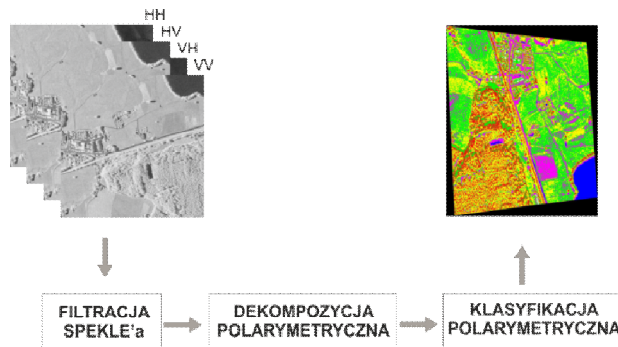 HH
HV
VH
VV
FILTRACJA
SPEKLE'a
DEKOMPOZYCJA
POLARYMETRYCZNA
KLASYFIKACJA
POLARYMETRYCZNA